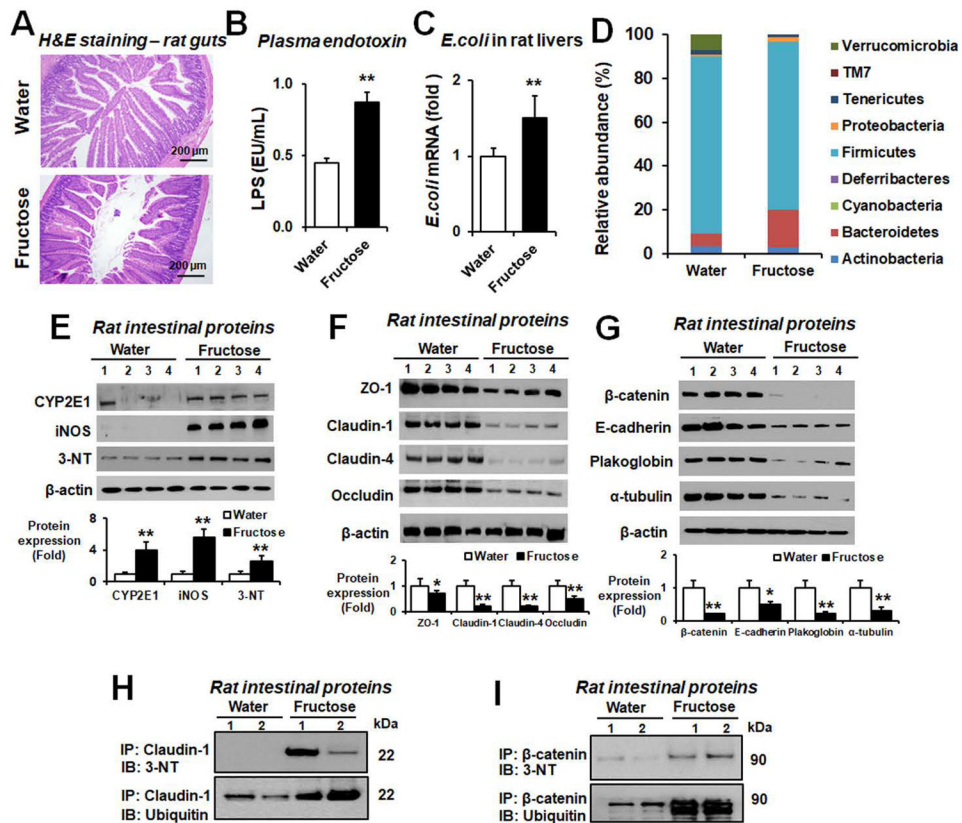 A
H&E staining – rat guts
Water
200 µm
Fructose
200 µm
B
Plasma endotoxin
LPS (EU/mL)
1.0
0.5
0.0
**
Water
Fructose
C
E.coli in rat livers
E.coli mRNA (fold)
2
1
0
**
Water
Fructose
D
Relative abundance (%)
100
80
60
40
20
0
Water
Fructose
Verrucomicrobia
TM7
Tenericutes
Proteobacteria
Firmicutes
Deferribacteres
Cyanobacteria
Bacteroidetes
Actinobacteria
E
Rat intestinal proteins
Water Fructose
1 2 3 4 1 2 3 4
CYP2E1
iNOS
3-NT
β-actin
Protein
expression
(Fold)
8
4
0
Water
Fructose
** ** **
CYP2E1 iNOS 3-NT
F
Rat intestinal proteins
Water Fructose
1 2 3 4 1 2 3 4
ZO-1
Claudin-1
Claudin-4
Occludin
β-actin
Water Fructose
Protein
expression
(Fold)
2
1
0
* ** ** **
ZO-1 Claudin-1 Claudin-4 Occludin
G
Rat intestinal proteins
Water Fructose
1 2 3 4 1 2 3 4
β-catenin
E-cadherin
Plakoglobin
α-tubulin
β-actin
Water Fructose
Protein
expression
(Fold)
2
1
0
** * ** **
β-catenin E-cadherin Plakoglobin α-tubulin
H
Rat intestinal proteins
Water Fructose
1 2 1 2 kDa
IP: Claudin-1
IB: 3-NT
22
IP: Claudin-1
IB: Ubiquitin
22
I
Rat intestinal proteins
Water Fructose
1 2 1 2 kDa
IP: β-catenin
IB: 3-NT
90
IP: β-catenin
IB: Ubiquitin
90